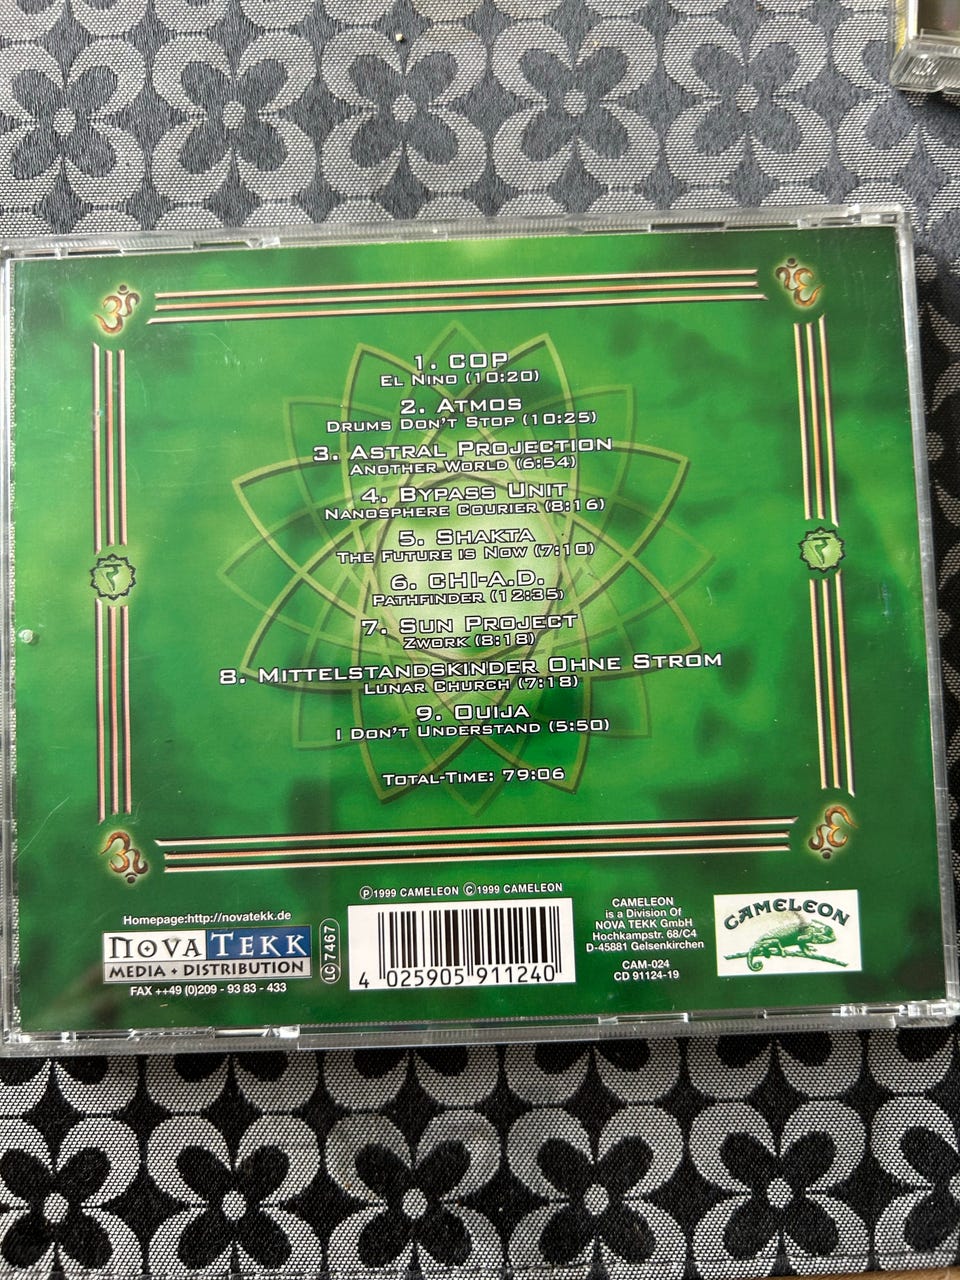 1. COP
El Nino (10:20)
2. Atmos
Drums Don't Stop (10:25)
3. Astral Projection
Another World (6:54)
4. Bypass Unit
Nanosphere Courier (8:16)
5. Shakta
The Future is Now (7:10)
6. CHI-A.D.
Pathfinder (12:35)
7. Sun Project
Zwork (8:18)
8. Mittelstandskinder Ohne Strom
Lunar Church (7:18)
9. Ouija
I Don't Understand (5:50)
Total-Time: 79:06
Ⓟ1999 CAMELEON Ⓒ1999 CAMELEON
Homepage:http://novatekk.de
NOVA TEKK
MEDIA + DISTRIBUTION
FAX ++49 (0)209 - 93 83 - 433
LC 7467
4 025905 911240
CAMELEON
is a Division Of
NOVA TEKK GmbH
Hochkampstr. 68/C4
D-45881 Gelsenkirchen
CAM-024
CD 91124-19
CAMELEON